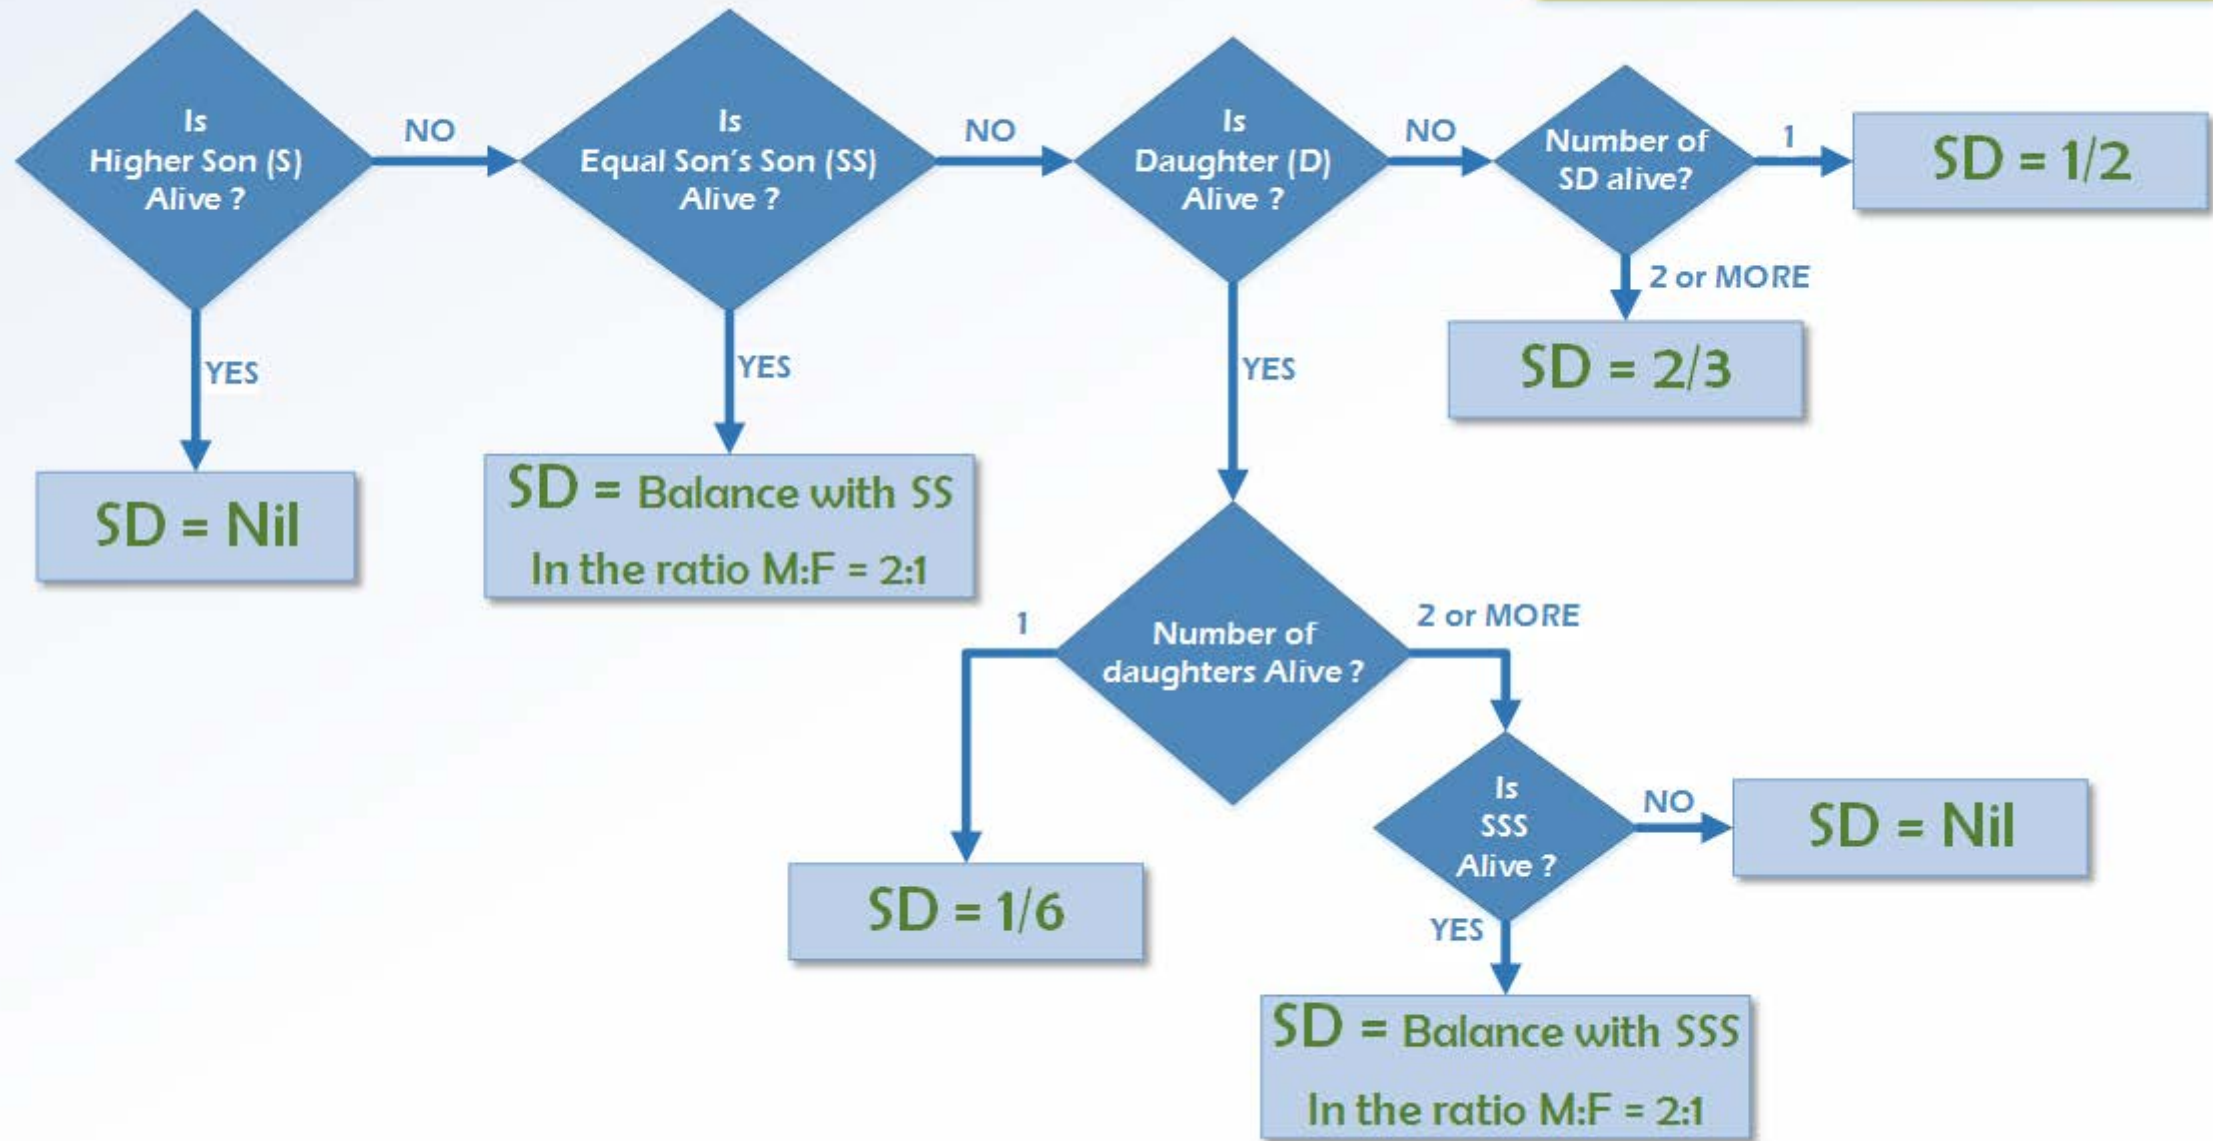 Is
Higher Son (S)
Alive ?
NO
Is
Equal Son's Son (SS)
Alive ?
NO
Is
Daughter (D)
Alive ?
NO
Number of
SD alive?
1
SD = 1/2
2 or MORE
SD = 2/3
YES
SD = Nil
YES
SD = Balance with SS
In the ratio M:F = 2:1
YES
Number of
daughters Alive ?
1
SD = 1/6
2 or MORE
Is
SSS
Alive ?
NO
SD = Nil
YES
SD = Balance with SSS
In the ratio M:F = 2:1